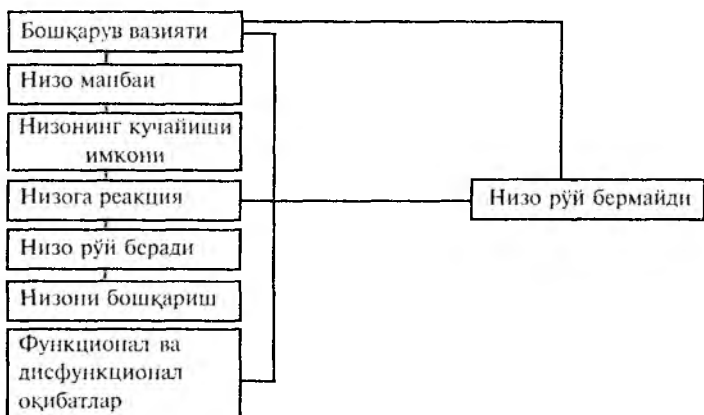 Бошқарув вазияти
Низо манбаи
Низонинг кучайиши
имкони
Низога реакция
Низо рўй бермайди
Низо рўй беради
Низони бошқариш
Функционал ва
дисфункционал
оқибатлар